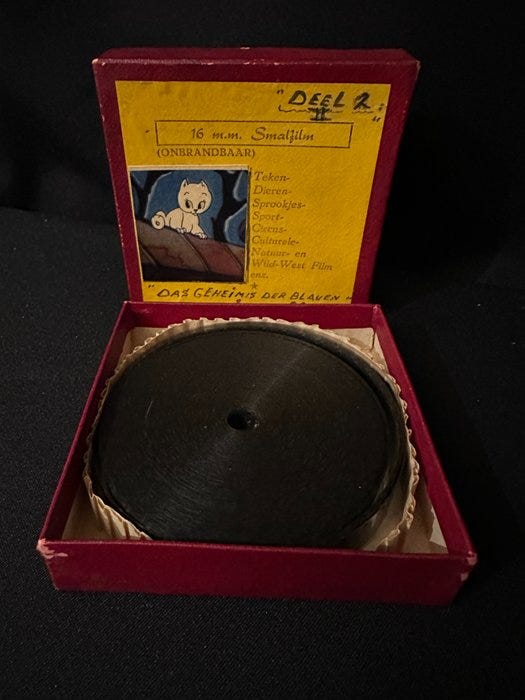 "DEEL 2."
II
16 m.m. Smalfilm
(ONBRANDBAAR)
Teken-
Dieren-
Sprookjes-
Sport-
Circus-
Culturele-
Natuur- en
Wild-West Film
enz.
"DAS GEHEIMIS DER BLAUEN"